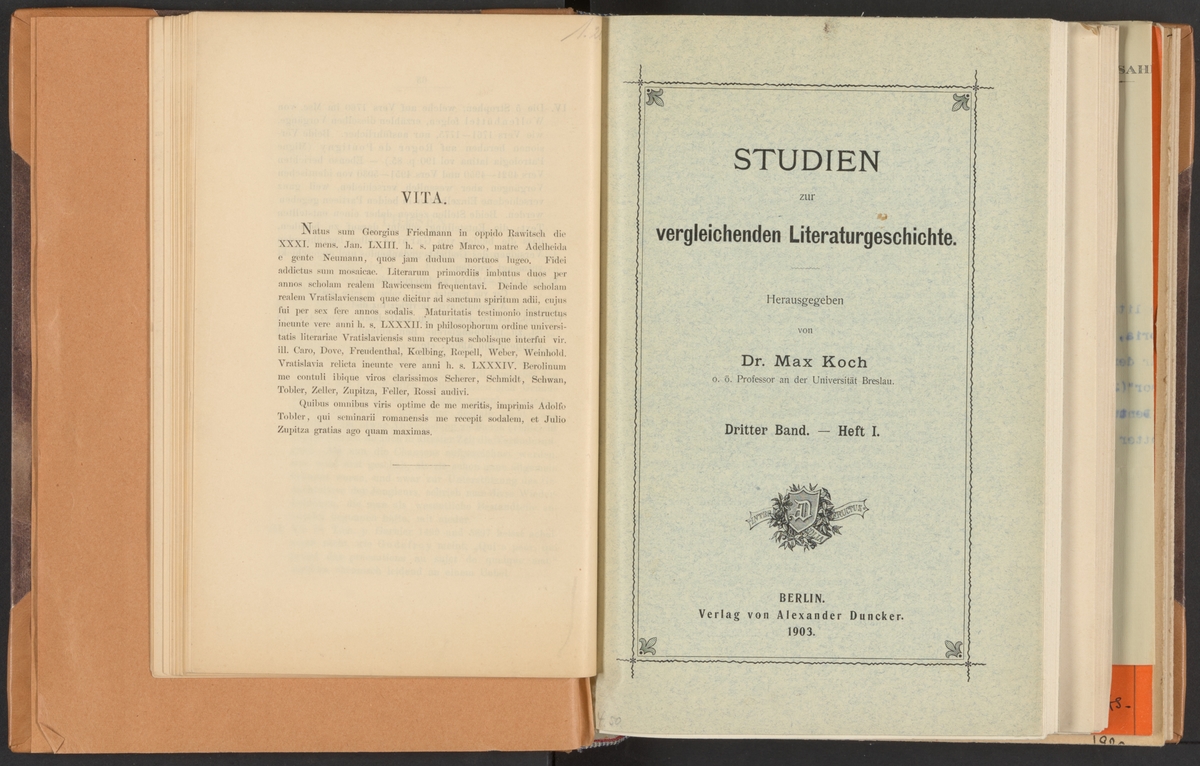 VITA.
Natus sum Georgius Friedmann in oppido Rawitsch die
XXXI. mens. Jan. LXIII. h. s. patre Marco, matre Adelheida
e gente Neumann, quos jam dudum mortuos lugeo. Fidei
addictus sum mosaicae. Literarum primordiis imbutus duos per
annos scholam realem Rawicensem frequentavi. Deinde scholam
realem Vratislaviensem quae dicitur ad sanctum spiritum adii, cujus
fui per sex fere annos sodalis. Maturitatis testimonio instructus
ineunte vere anni h. s. LXXXII. in philosophorum ordine universi-
tatis literariae Vratislaviensis sum receptus scholisque interfui vir.
ill. Caro, Dove, Freudenthal, Kœlbing, Rœpell, Weber, Weinhold.
Vratislavia relicta ineunte vere anni h. s. LXXXIV. Berolinum
me contuli ibique viros clarissimos Scherer, Schmidt, Schwan,
Tobler, Zeller, Zupitza, Feller, Rossi audivi.
Quibus omnibus viris optime de me meritis, imprimis Adolfo
Tobler, qui seminarii romanensis me recepit sodalem, et Julio
Zupitza gratias ago quam maximas.
STUDIEN
zur
vergleichenden Literaturgeschichte.
Herausgegeben
von
Dr. Max Koch
o. ö. Professor an der Universität Breslau.
Dritter Band. — Heft I.
D
BERLIN.
Verlag von Alexander Duncker.
1903.